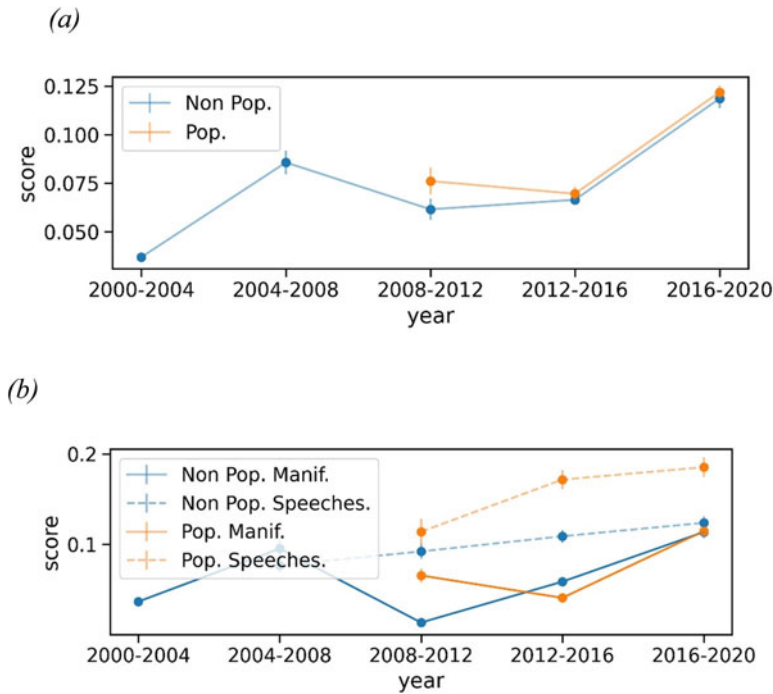 (a)
0.125
0.100
0.075
0.050
score
Non Pop.
Pop.
2000-2004 2004-2008 2008-2012 2012-2016 2016-2020
year
(b)
0.2
0.1
score
Non Pop. Manif.
Non Pop. Speeches.
Pop. Manif.
Pop. Speeches.
2000-2004 2004-2008 2008-2012 2012-2016 2016-2020
year